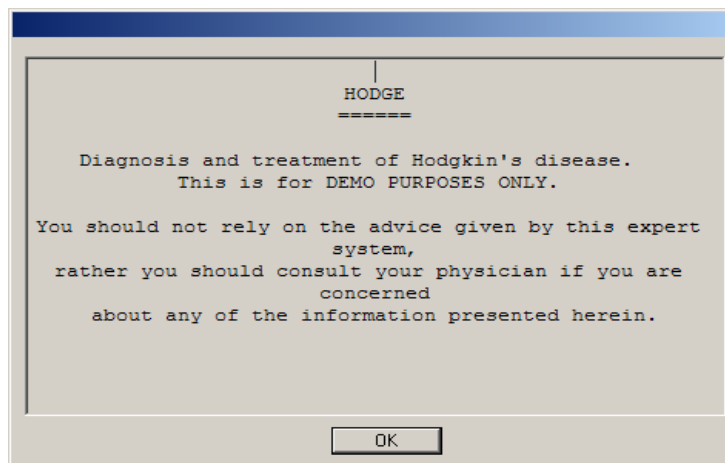 HODGE
======
Diagnosis and treatment of Hodgkin's disease.
This is for DEMO PURPOSES ONLY.
You should not rely on the advice given by this expert
system,
rather you should consult your physician if you are
concerned
about any of the information presented herein.
OK